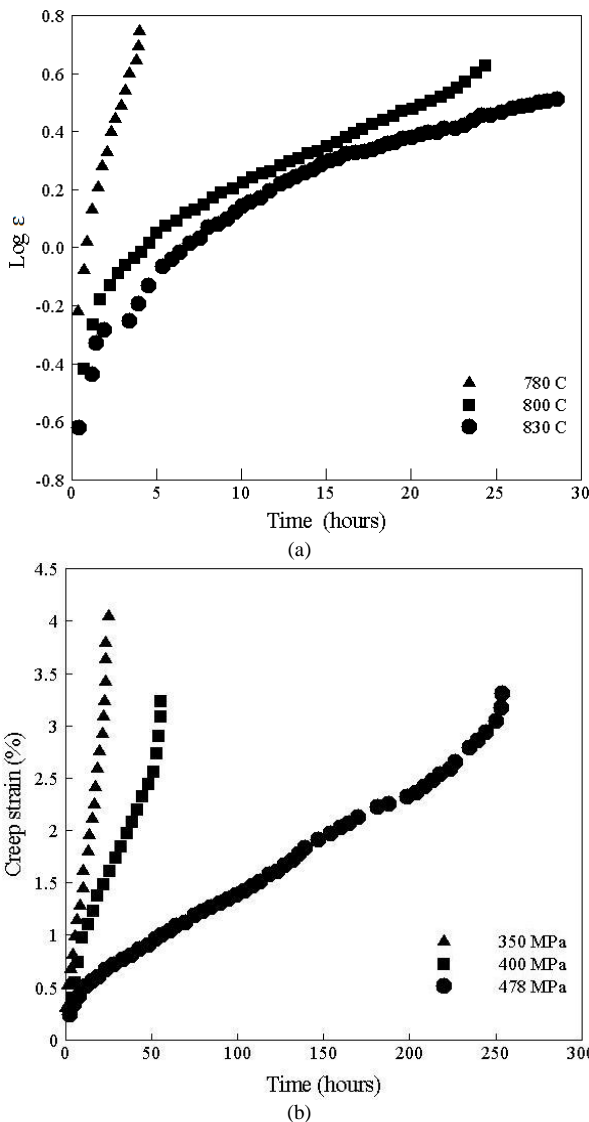 0.8
0.6
0.4
0.2
0.0
-0.2
-0.4
-0.6
-0.8
Log ε
780 C
800 C
830 C
0 5 10 15 20 25 30
Time (hours)
(a)
4.5
4
3.5
3
2.5
2
1.5
1
0.5
0
Creep strain (%)
350 MPa
400 MPa
478 MPa
0 50 100 150 200 250 300
Time (hours)
(b)